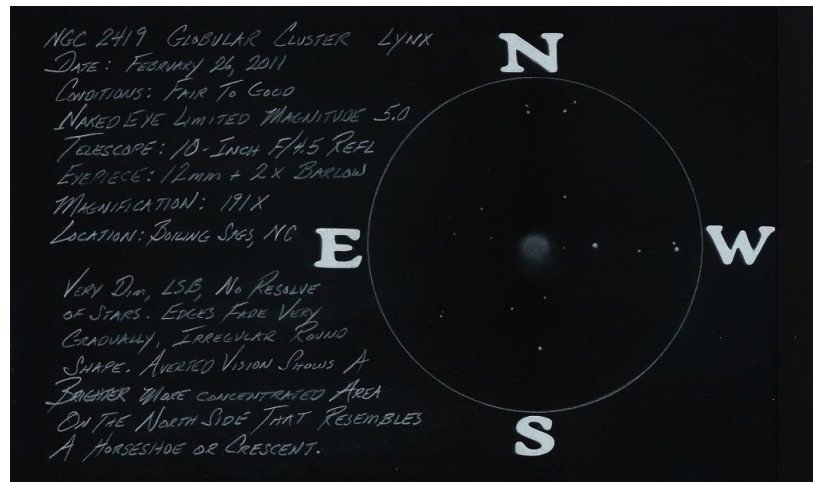 NGC 2419 GLOBULAR CLUSTER LYNX
DATE: FEBRUARY 26, 2011
CONDITIONS: FAIR TO GOOD
NAKED EYE LIMITED MAGNITUDE 5.0
TELESCOPE: 10-INCH F/4.5 REFL
EYEPIECE: 12mm + 2X BARLOW
MAGNIFICATION: 191X
LOCATION: BOILING SPGS, NC
VERY DIM, LSB, NO RESOLVE
OF STARS. EDGES FADE VERY
GRADUALLY, IRREGULAR ROUND
SHAPE. AVERTED VISION SHOWS A
BRIGHTER MORE CONCENTRATED AREA
ON THE NORTH SIDE THAT RESEMBLES
A HORSESHOE OR CRESCENT.
N
E
W
S